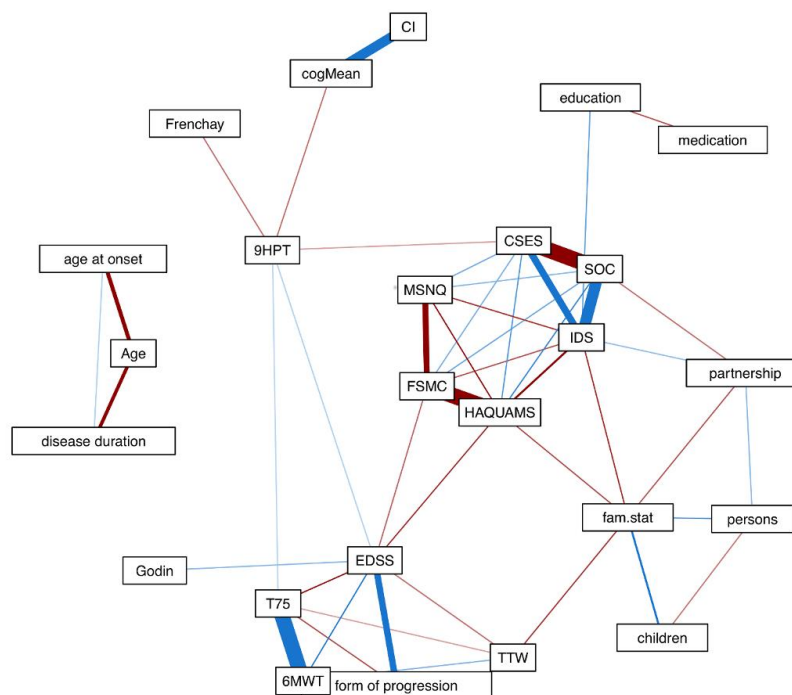 CI
cogMean
education
Frenchay
medication
CSES
9HPT
age at onset
SOC
MSNQ
IDS
Age
partnership
FSMC
HAQUAMS
disease duration
fam.stat
persons
EDSS
Godin
T75
children
TTW
6MWT
form of progression